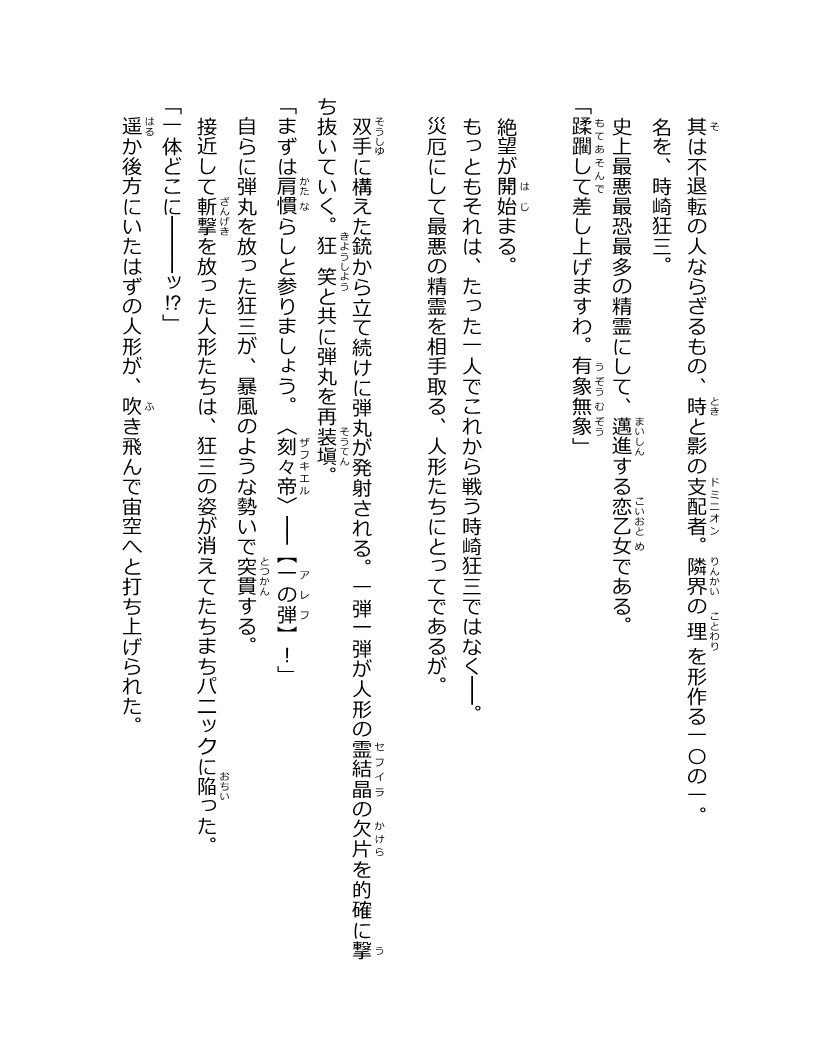 其は不退転の人ならざるもの、時と影の支配者。隣界の理を形作る一〇の一。
名を、時崎狂三。
史上最悪最恐最多の精霊にして、邁進する恋乙女である。
「蹂躙して差し上げますわ。有象無象」
絶望が開始まる。
もっともそれは、たった一人でこれから戦う時崎狂三ではなく――。
災厄にして最悪の精霊を相手取る、人形たちにとってであるが。
双手に構えた銃から立て続けに弾丸が発射される。一弾一弾が人形の霊結晶の欠片を的確に撃
ち抜いていく。狂笑と共に弾丸を再装塡。
「まずは肩慣らしと参りましょう。〈刻々帝〉――【一の弾】！」
自らに弾丸を放った狂三が、暴風のような勢いで突貫する。
接近して斬撃を放った人形たちは、狂三の姿が消えてたちまちパニックに陥った。
「一体どこに―――ッ!?」
遥か後方にいたはずの人形が、吹き飛んで宙空へと打ち上げられた。